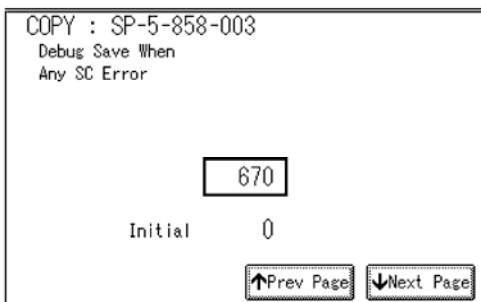 COPY : SP-5-858-003
Debug Save When
Any SC Error
670
Initial 0
↑Prev Page ↓Next Page